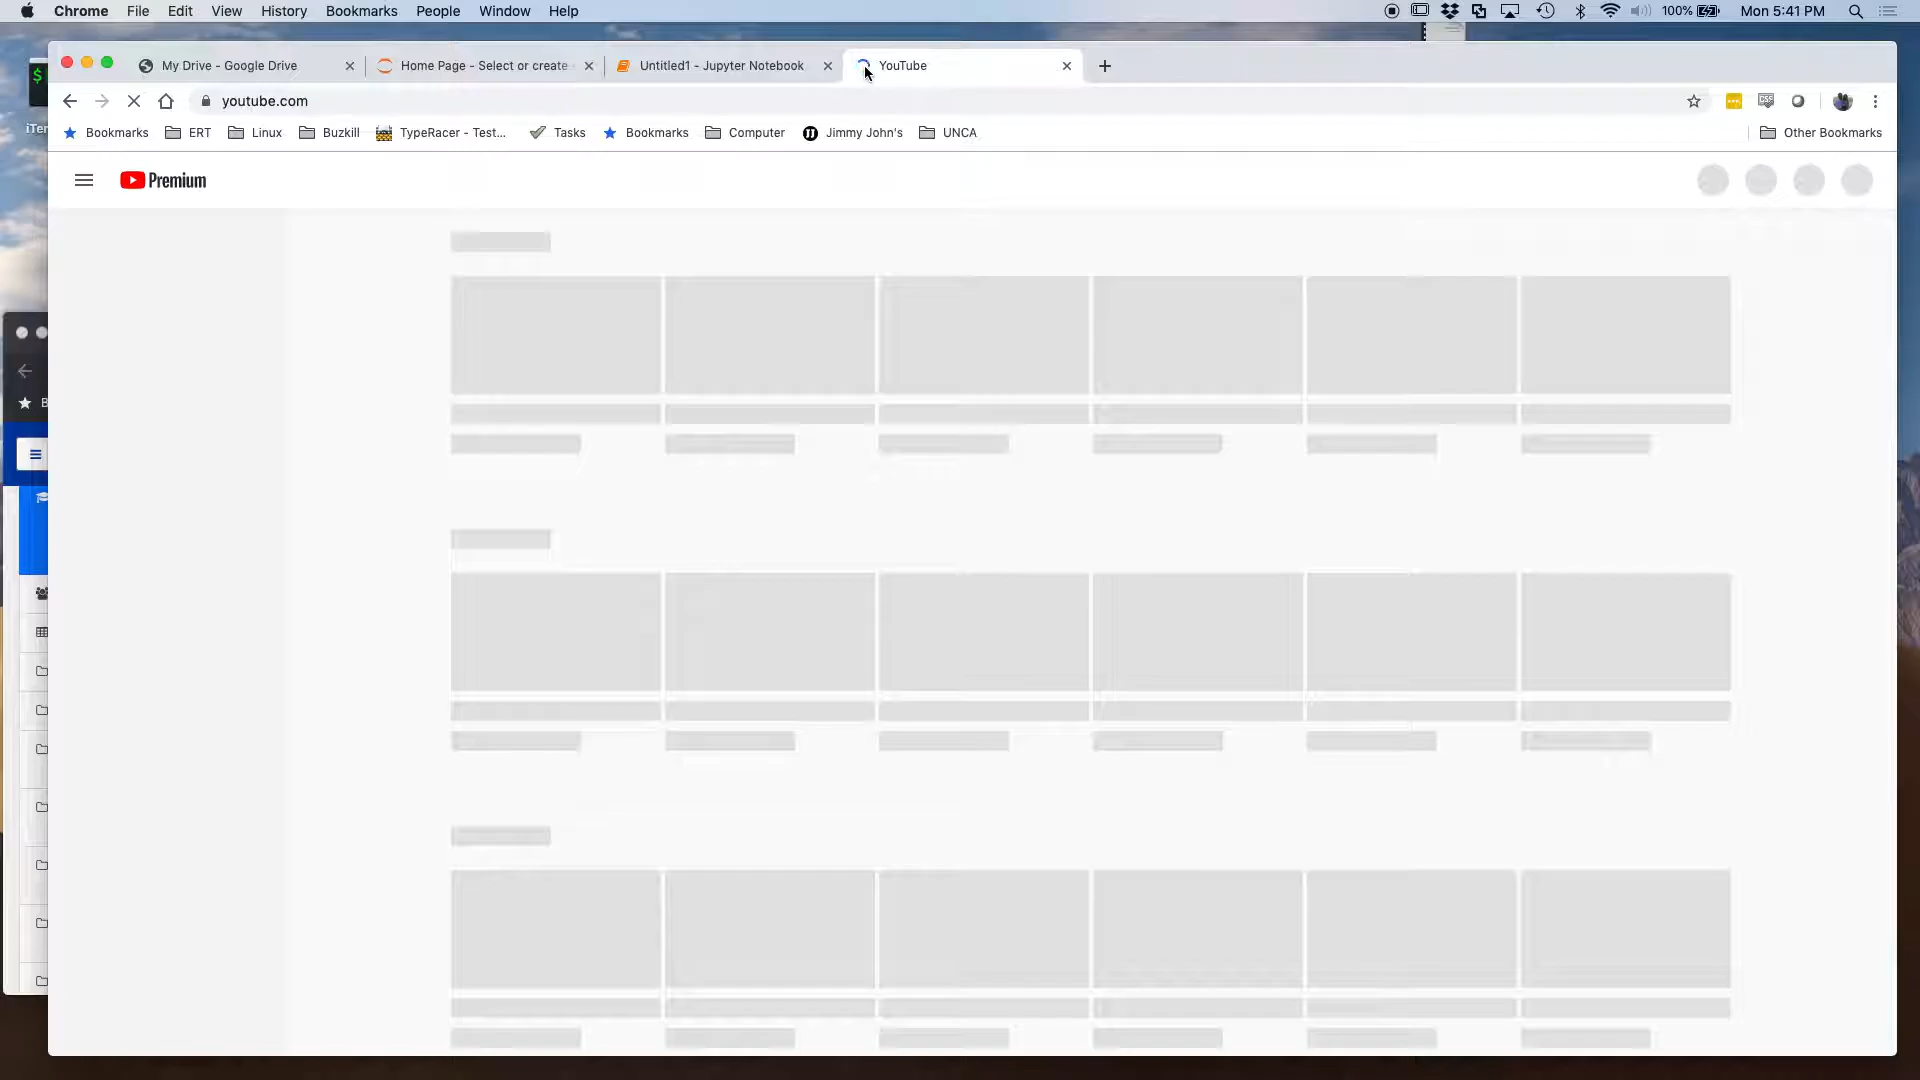 Chrome File Edit View History Bookmarks People Window Help 100% Mon 5:41 PM
My Drive - Google Drive Home Page - Select or create Untitled1 - Jupyter Notebook YouTube
youtube.com
Bookmarks ERT Linux Buzkill TypeRacer - Test... Tasks Bookmarks Computer Jimmy John's UNCA Other Bookmarks
Premium
$
B